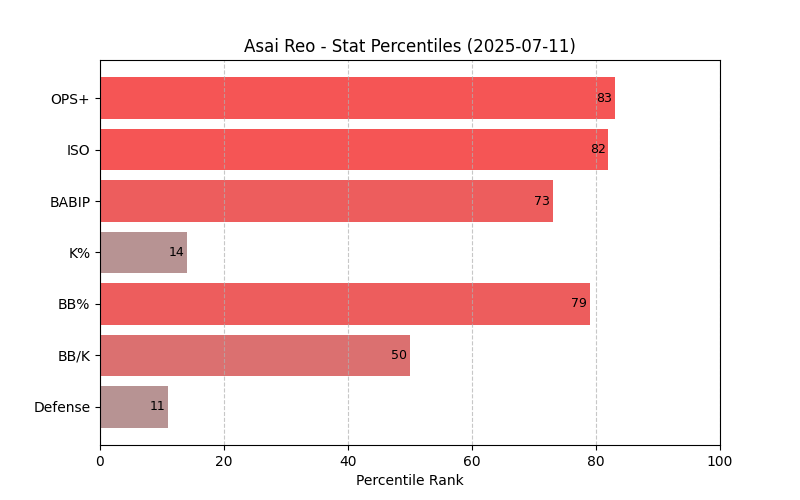 Asai Reo - Stat Percentiles (2025-07-11)
OPS+ 83
ISO 82
BABIP 73
K% 14
BB% 79
BB/K 50
Defense 11
0 20 40 60 80 100
Percentile Rank